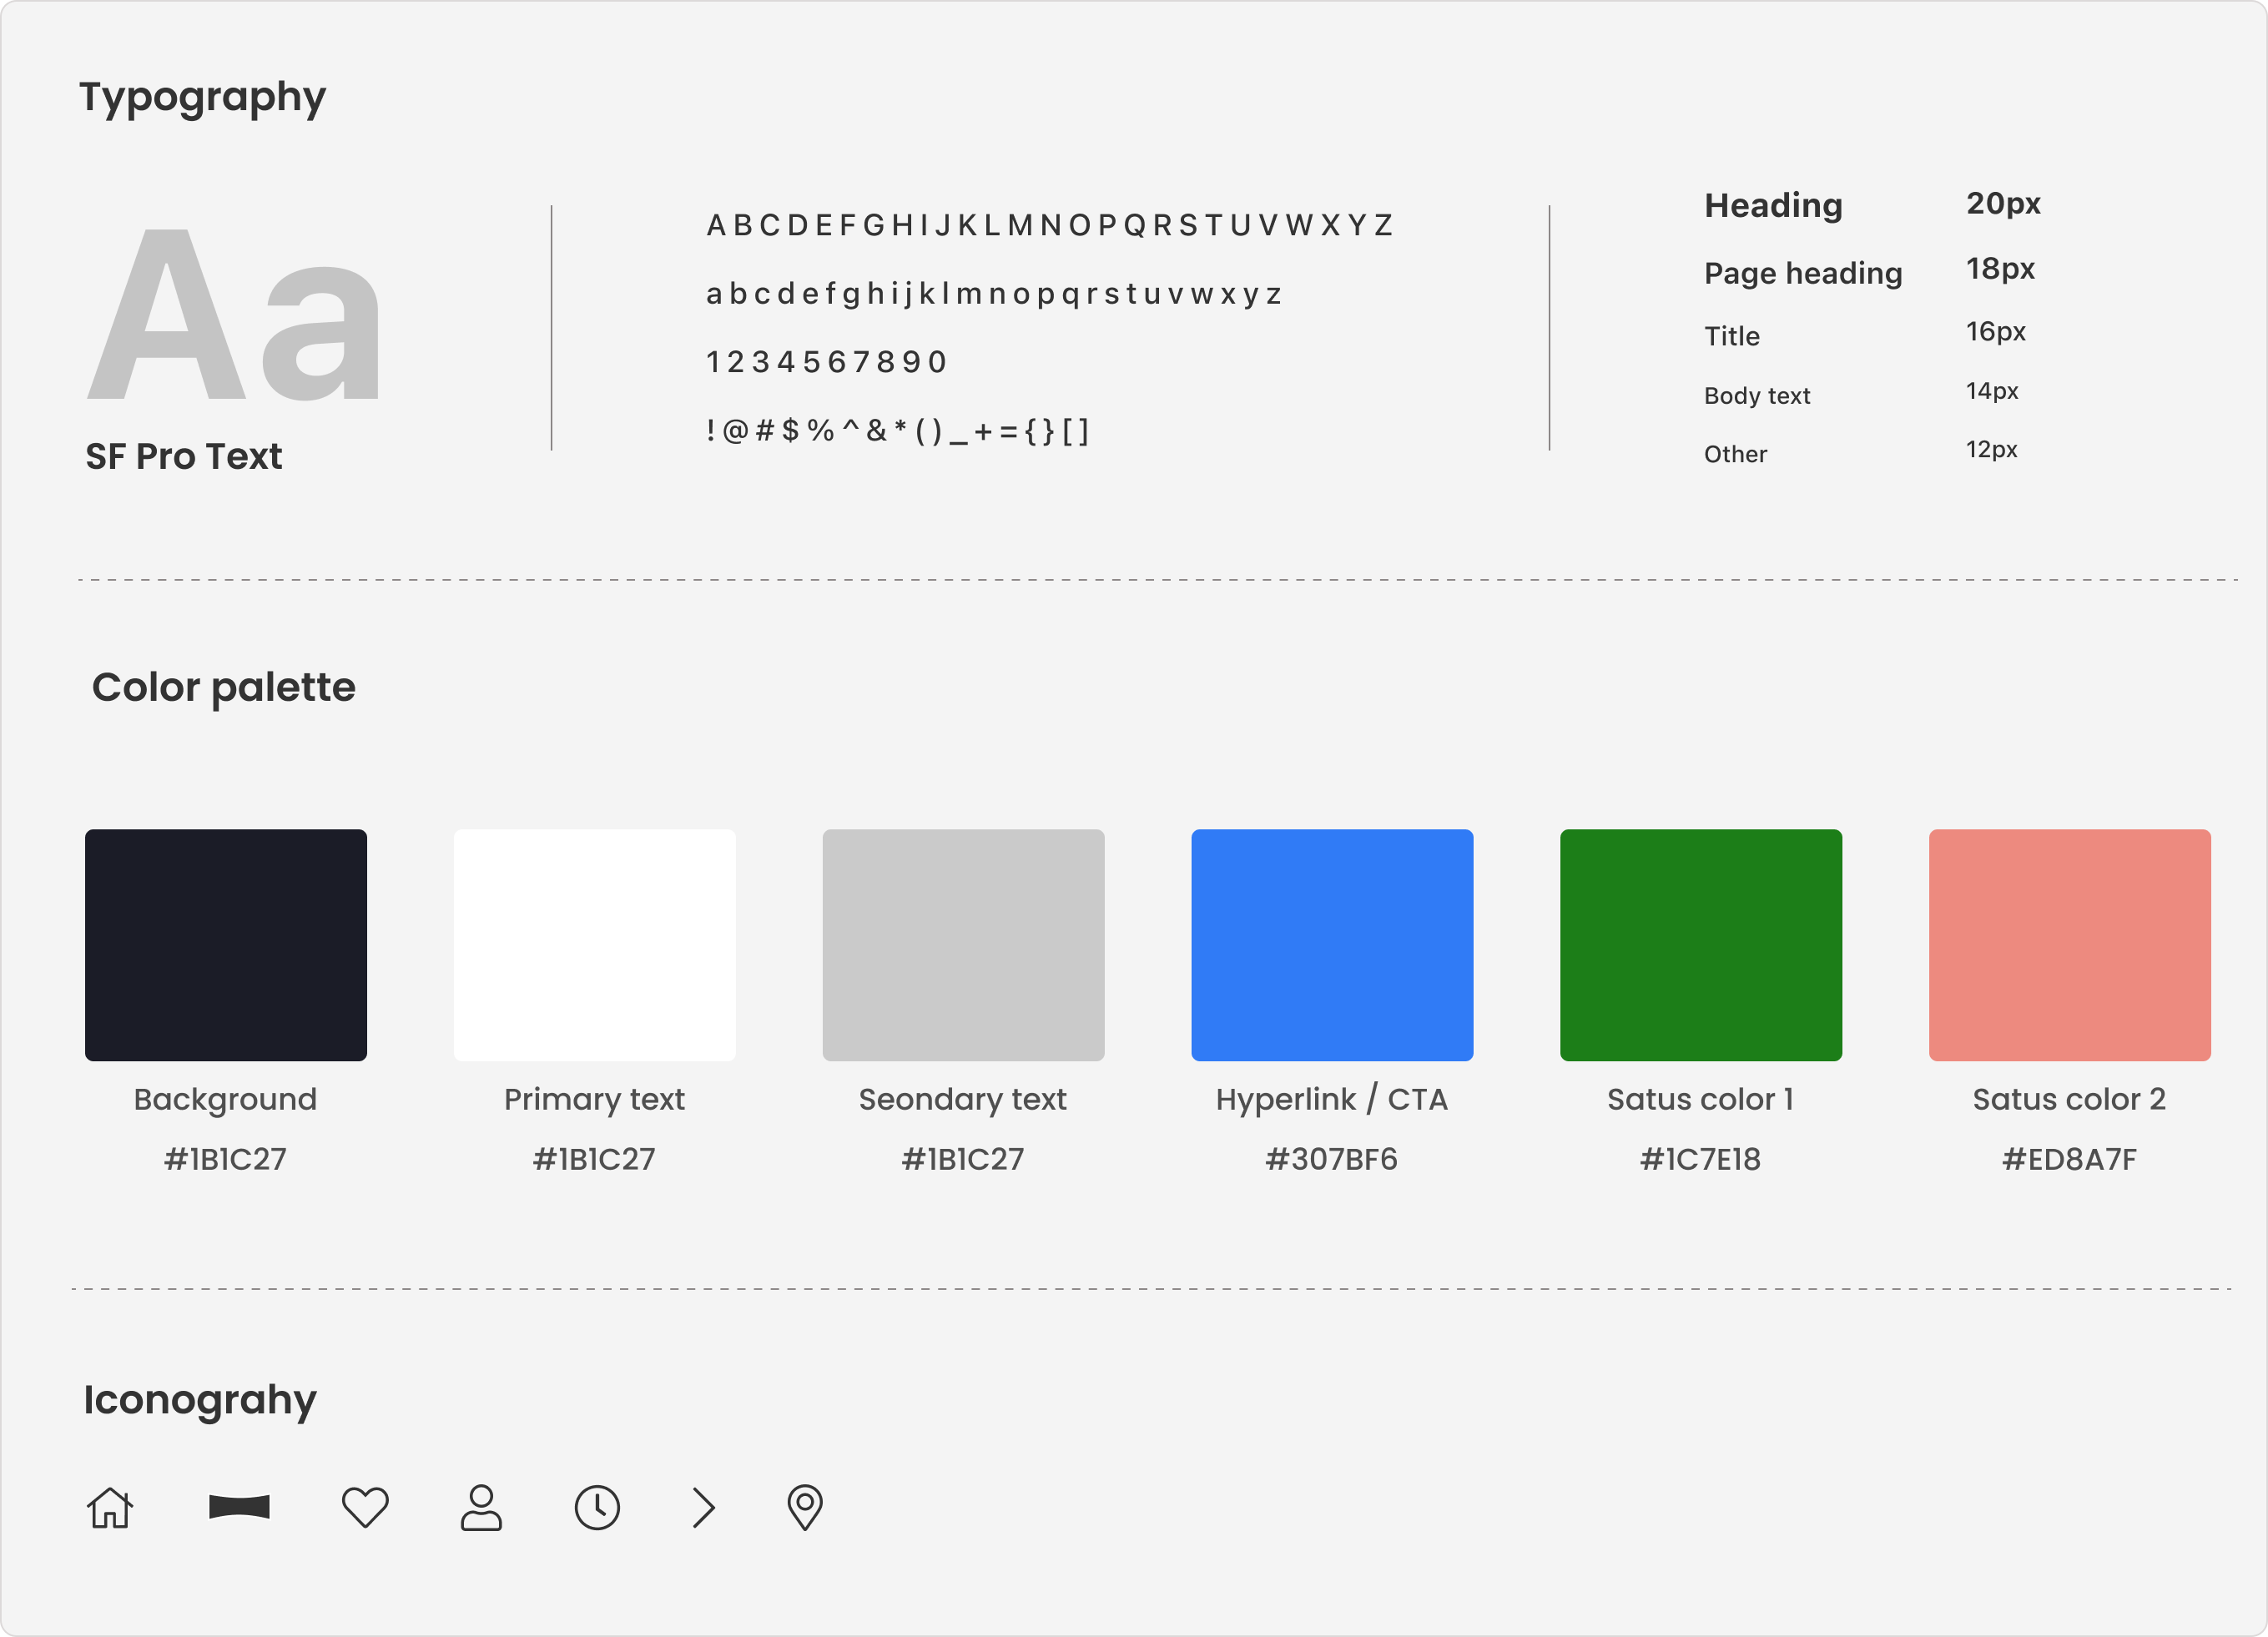 Typography
Aa
SF Pro Text
A B C D E F G H I J K L M N O P Q R S T U V W X Y Z
a b c d e f g h i j k l m n o p q r s t u v w x y z
1 2 3 4 5 6 7 8 9 0
! @ # $ % ^ & * ( ) _ + = { } [ ]
Heading 20px
Page heading 18px
Title 16px
Body text 14px
Other 12px
Color palette
Background
#1B1C27
Primary text
#1B1C27
Seondary text
#1B1C27
Hyperlink / CTA
#307BF6
Satus color 1
#1C7E18
Satus color 2
#ED8A7F
Iconograhy